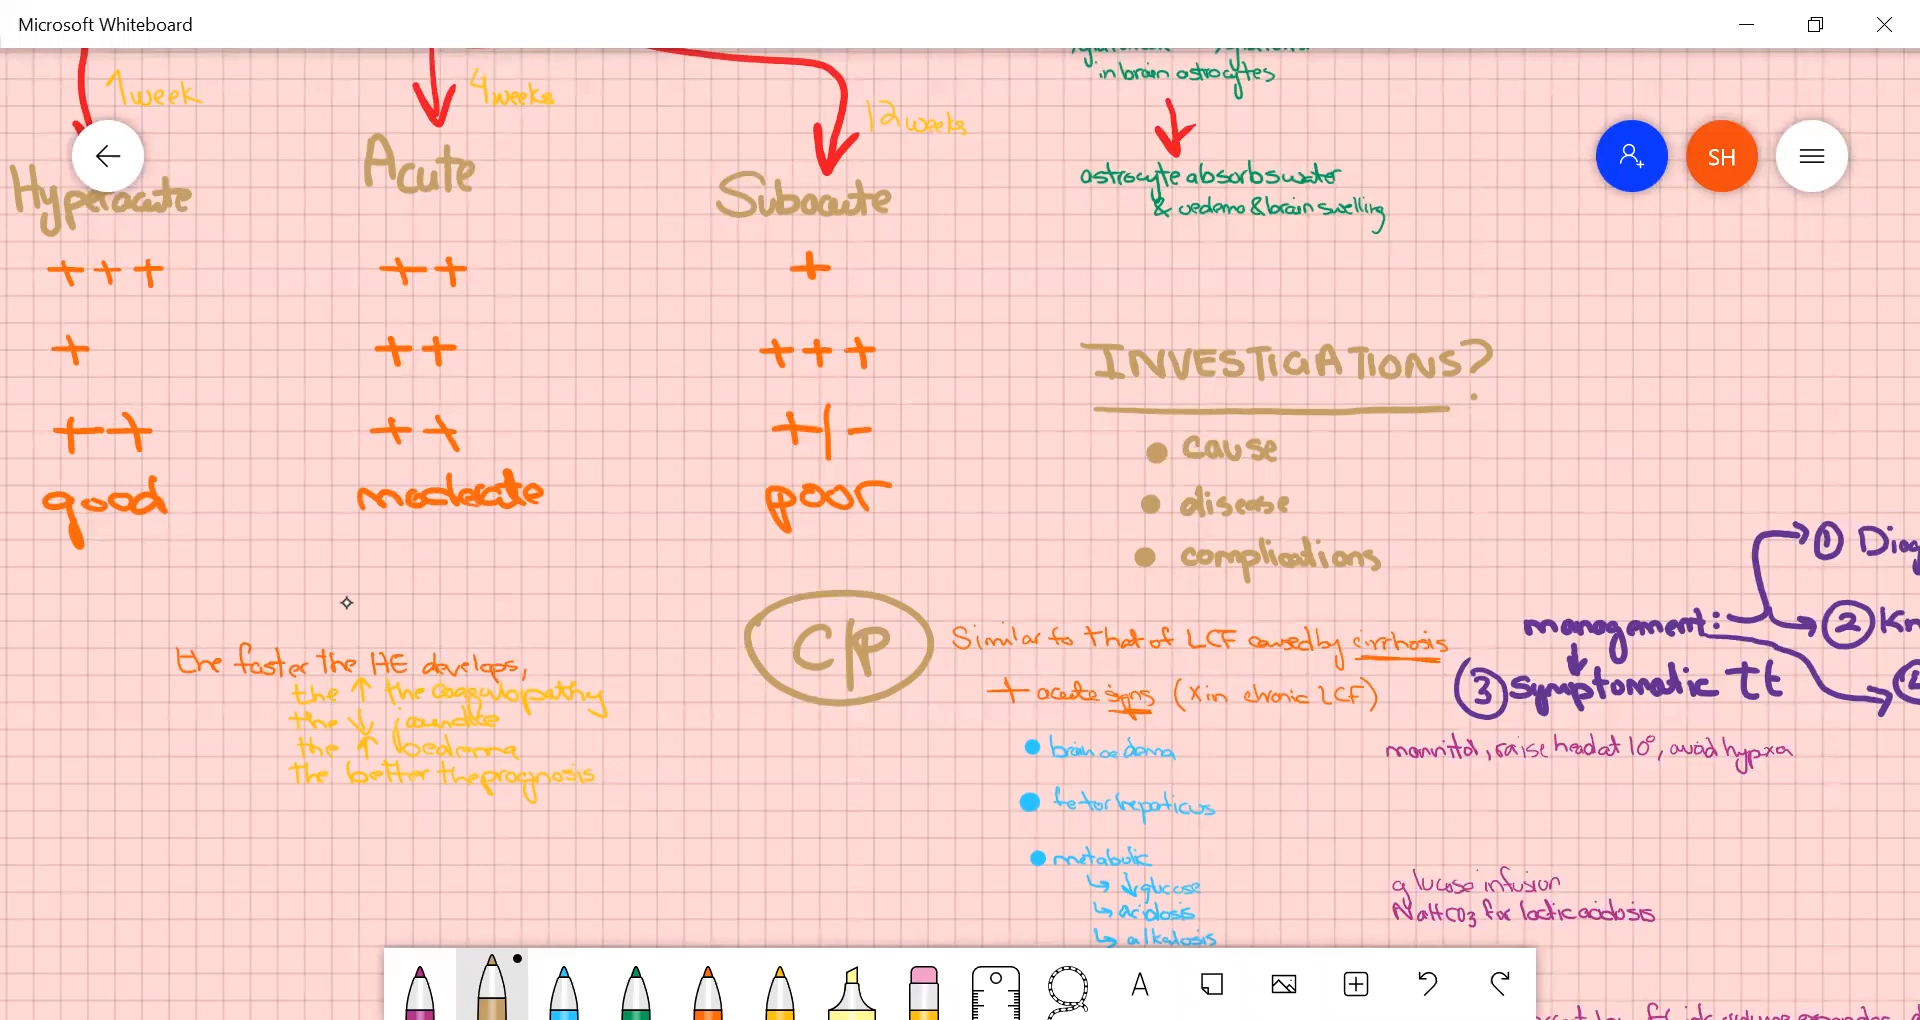 Microsoft Whiteboard
1 week
4 weeks
12 weeks
in brain astrocytes
astrocyte absorbs water
& oedema & brain swelling
SH
Hyperacute
Acute
Subacute
+++
++
+
+
++
+++
++
++
+/-
good
moderate
poor
INVESTIGATIONS?
• cause
• disease
• complications
the faster the HE develops,
the ↑ the coagulopathy
the ↓ jaundice
the ↑ oedema
the better the prognosis
C/P
Similar to that of LCF caused by cirrhosis
+ acute signs (X in chronic LCF)
• brain oedema
• fetor hepaticus
• metabolic
↳ ↓glucose
↳ acidosis
↳ alkalosis
management:
① Diag
② Kn
③ symptomatic tt
mannitol, raise head at 10°, avoid hypoxia
glucose infusion
NaHCO3 for lactic acidosis
A